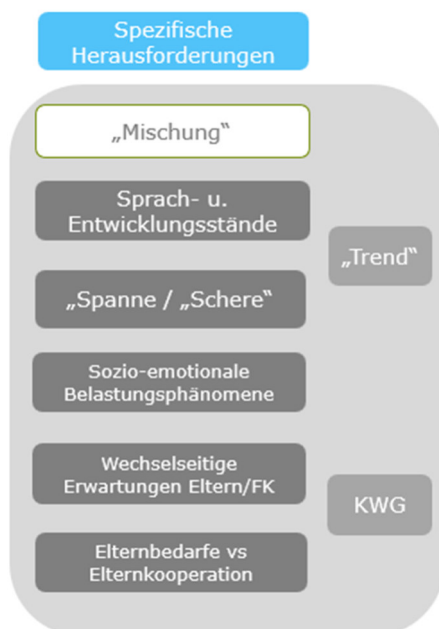 Spezifische
Herausforderungen
„Mischung“
Sprach- u.
Entwicklungsstände
„Trend“
„Spanne / „Schere“
Sozio-emotionale
Belastungsphänomene
Wechselseitige
Erwartungen Eltern/FK
KWG
Elternbedarfe vs
Elternkooperation